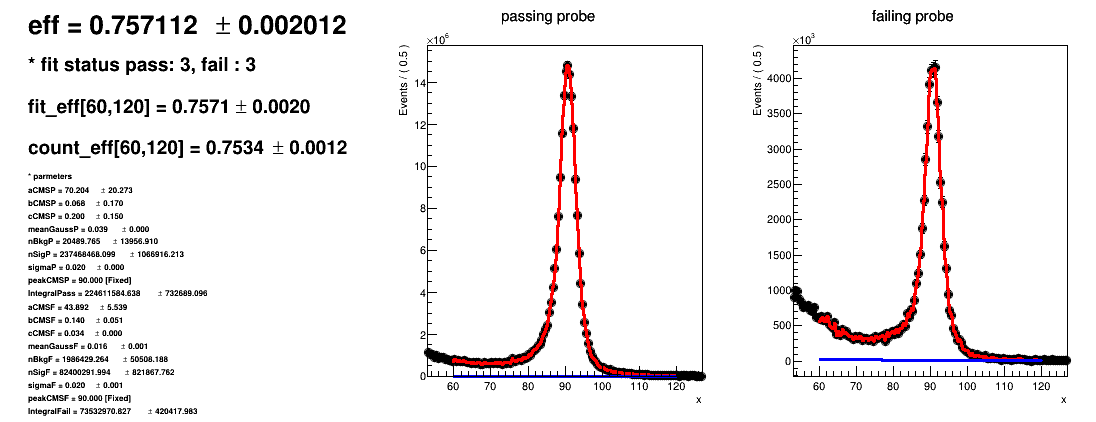 eff = 0.757112 ± 0.002012
* fit status pass: 3, fail : 3
fit_eff[60,120] = 0.7571 ± 0.0020
count_eff[60,120] = 0.7534 ± 0.0012
* parmeters
aCMSP = 70.204 ± 20.273
bCMSP = 0.068 ± 0.170
cCMSP = 0.200 ± 0.150
meanGaussP = 0.039 ± 0.000
nBkgP = 20489.765 ± 13956.910
nSigP = 237468468.099 ± 1066916.213
sigmaP = 0.020 ± 0.000
peakCMSP = 90.000 [Fixed]
IntegralPass = 224611584.638 ± 732689.096
aCMSF = 43.892 ± 5.539
bCMSF = 0.140 ± 0.051
cCMSF = 0.034 ± 0.000
meanGaussF = 0.016 ± 0.001
nBkgF = 1986429.264 ± 50508.188
nSigF = 82400291.994 ± 821867.762
sigmaF = 0.020 ± 0.001
peakCMSF = 90.000 [Fixed]
IntegralFail = 73532970.827 ± 420417.983
passing probe
×10⁶
Events / ( 0.5 )
14
12
10
8
6
4
2
0
60 70 80 90 100 110 120
x
failing probe
×10³
Events / ( 0.5 )
4000
3500
3000
2500
2000
1500
1000
500
0
60 70 80 90 100 110 120
x